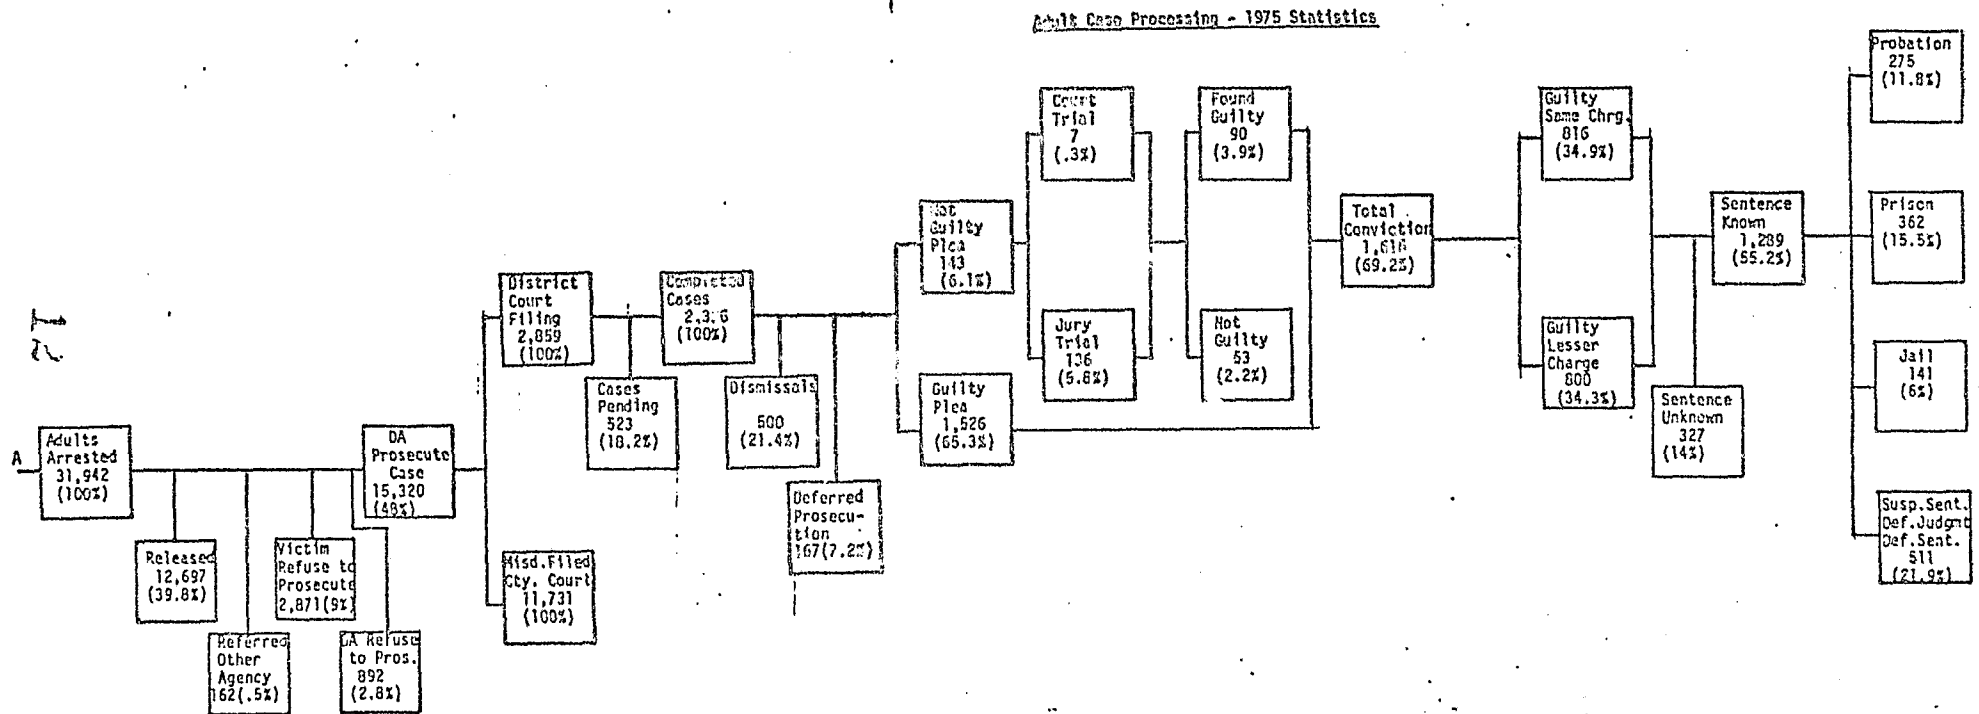 Adult Case Processing - 1975 Statistics
A
Adults
Arrested
31,942
(100%)
Released
12,697
(39.8%)
Referred
Other
Agency
162(.5%)
Victim
Refuse to
Prosecute
2,871(9%)
DA Refuse
to Pros.
892
(2.8%)
DA
Prosecute
Case
15,320
(48%)
District
Court
Filing
2,859
(100%)
Misd.Filed
Cty. Court
11,731
(100%)
Cases
Pending
523
(18.2%)
Completed
Cases
(100%)
Dismissals
500
(21.4%)
Deferred
Prosecu-
tion
167(7.2%)
Not
Guilty
Plea
143
(6.1%)
Guilty
Plea
1,526
(65.3%)
Court
Trial
7
(.3%)
Jury
Trial
136
(5.8%)
Found
Guilty
90
(3.9%)
Not
Guilty
53
(2.2%)
Total
Conviction
1,616
(69.2%)
Guilty
Same Chrg.
816
(34.9%)
Guilty
Lesser
Charge
800
(34.3%)
Sentence
Unknown
327
(14%)
Sentence
Known
1,289
(55.2%)
Probation
275
(11.8%)
Prison
362
(15.5%)
Jail
141
(6%)
Susp.Sent.
Def.Judgmt
Def.Sent.
511
(21.9%)